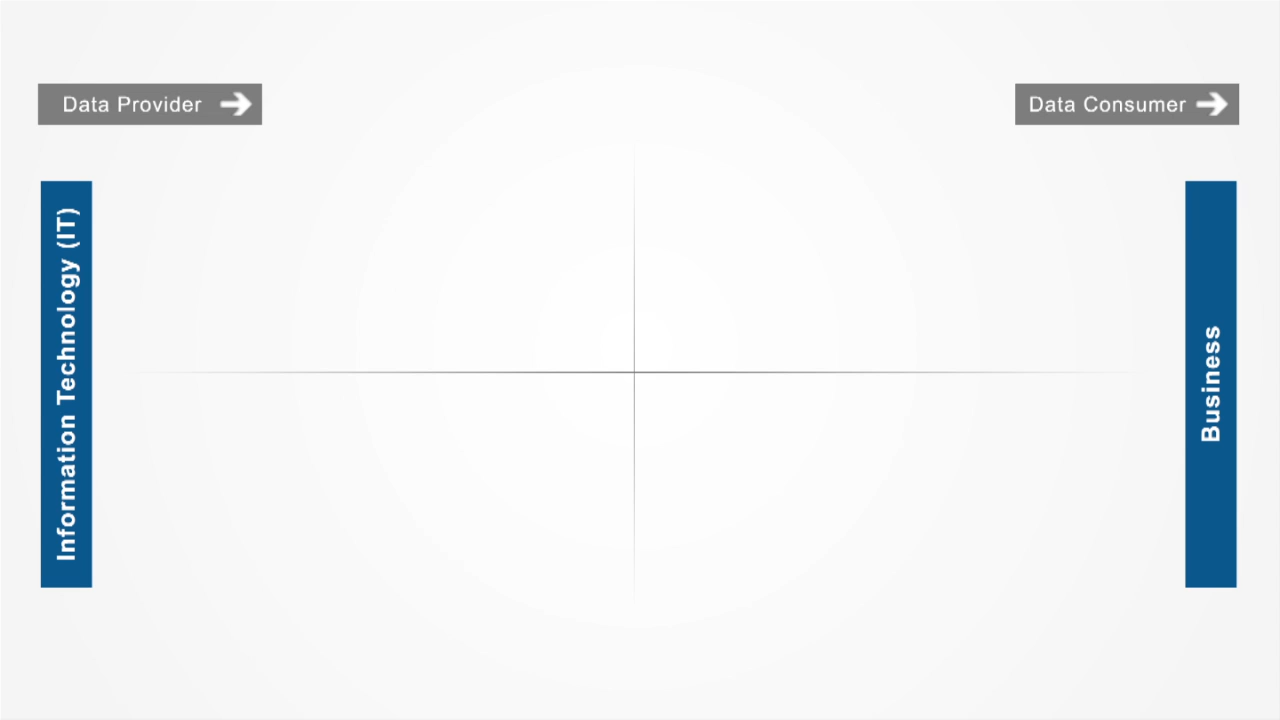 Data Provider
Data Consumer
Information Technology (IT)
Business